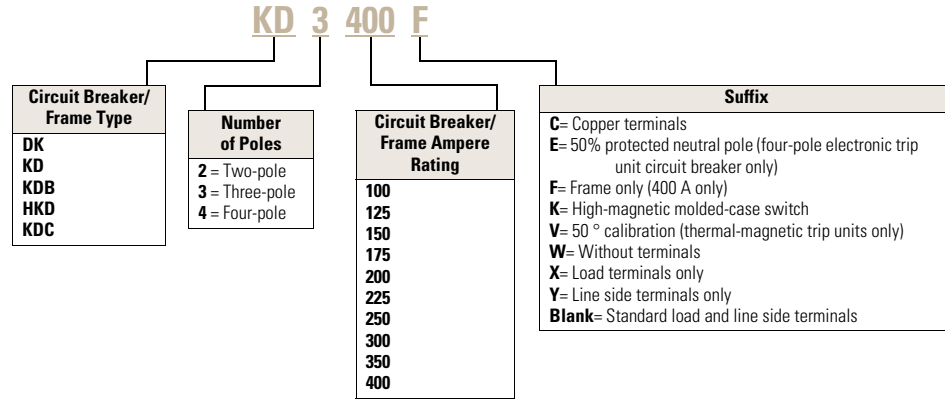 KD 3 400 F
Circuit Breaker/
Frame Type
DK
KD
KDB
HKD
KDC
Number
of Poles
2 = Two-pole
3 = Three-pole
4 = Four-pole
Circuit Breaker/
Frame Ampere
Rating
100
125
150
175
200
225
250
300
350
400
Suffix
C= Copper terminals
E= 50% protected neutral pole (four-pole electronic trip
unit circuit breaker only)
F= Frame only (400 A only)
K= High-magnetic molded-case switch
V= 50 ° calibration (thermal-magnetic trip units only)
W= Without terminals
X= Load terminals only
Y= Line side terminals only
Blank= Standard load and line side terminals